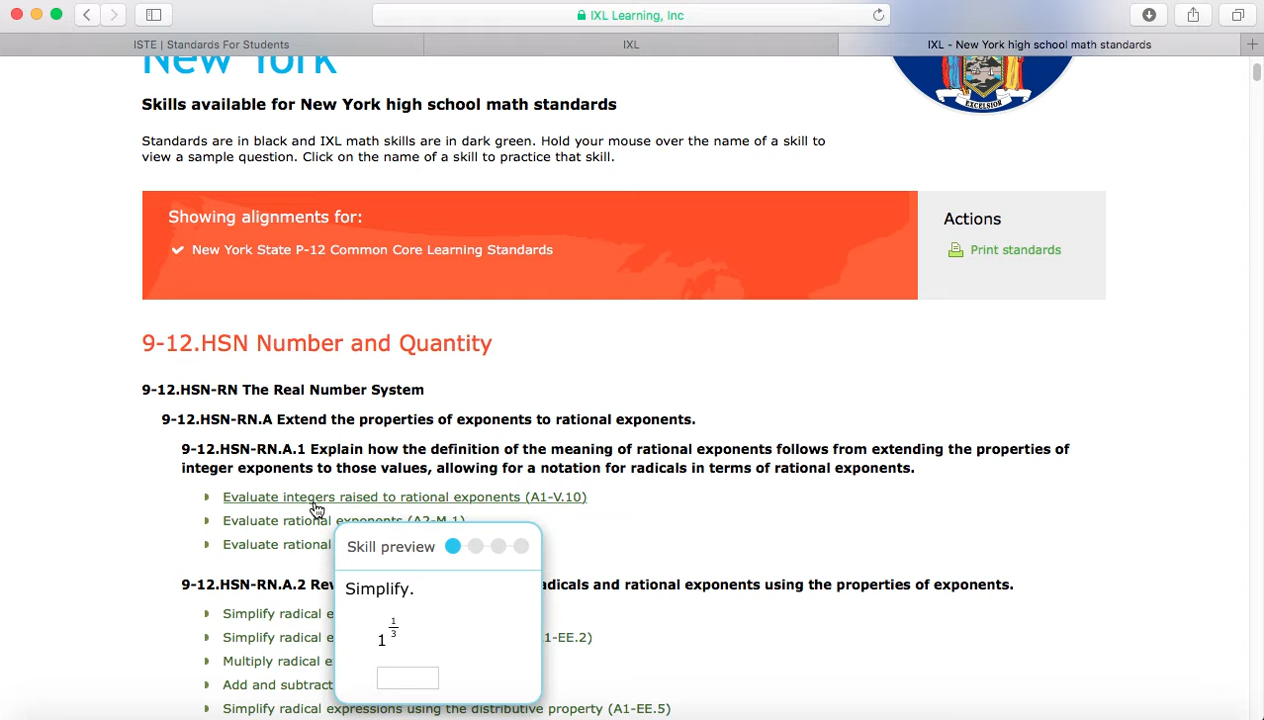 IXL Learning, Inc
ISTE | Standards For Students
IXL
IXL - New York high school math standards
New York
EXCELSIOR
Skills available for New York high school math standards
Standards are in black and IXL math skills are in dark green. Hold your mouse over the name of a skill to
view a sample question. Click on the name of a skill to practice that skill.
Showing alignments for:
New York State P-12 Common Core Learning Standards
Actions
Print standards
9-12.HSN Number and Quantity
9-12.HSN-RN The Real Number System
9-12.HSN-RN.A Extend the properties of exponents to rational exponents.
9-12.HSN-RN.A.1 Explain how the definition of the meaning of rational exponents follows from extending the properties of
integer exponents to those values, allowing for a notation for radicals in terms of rational exponents.
Evaluate integers raised to rational exponents (A1-V.10)
Evaluate rational exponents (A2-M.1)
Evaluate rational
9-12.HSN-RN.A.2 radicals and rational exponents using the properties of exponents.
Simplify radical
Simplify radical
Multiply radical
Add and subtract
Simplify radical expressions using the distributive property (A1-EE.5)
Skill preview
Simplify.
1^(1/3)